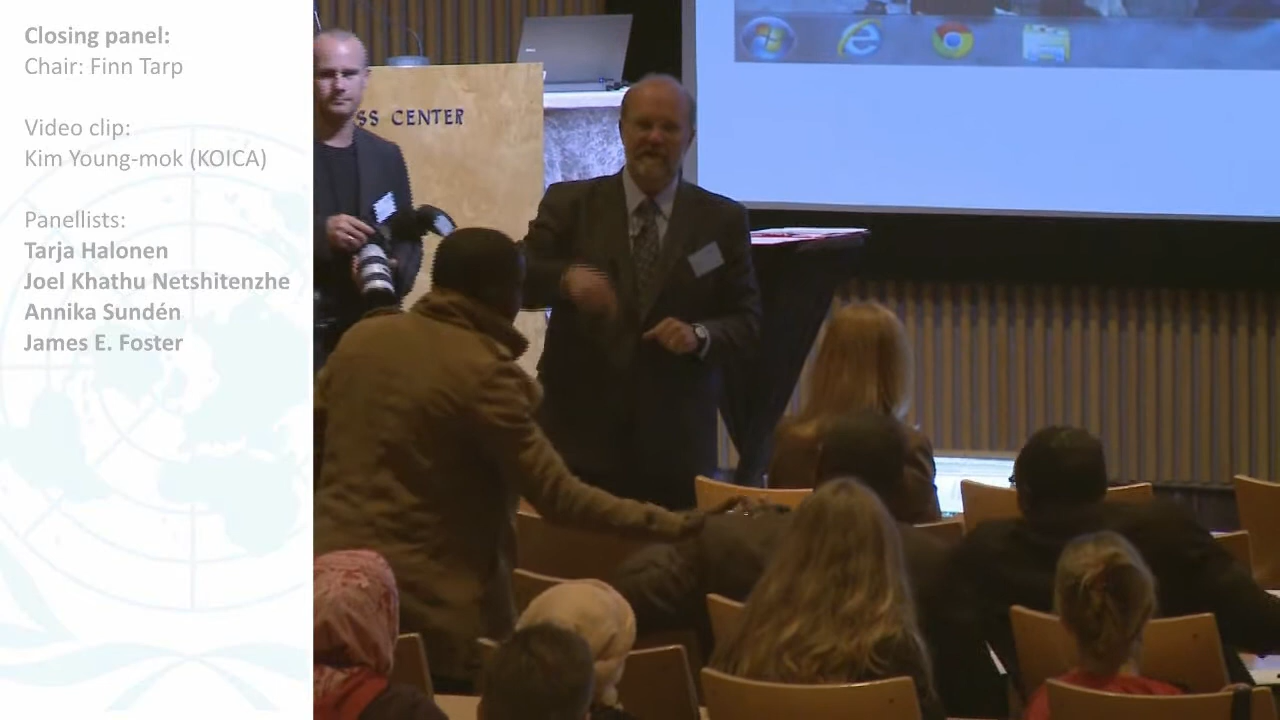 Closing panel:
Chair: Finn Tarp
Video clip:
Kim Young-mok (KOICA)
Panellists:
Tarja Halonen
Joel Khathu Netshitenzhe
Annika Sundén
James E. Foster
SS CENTER